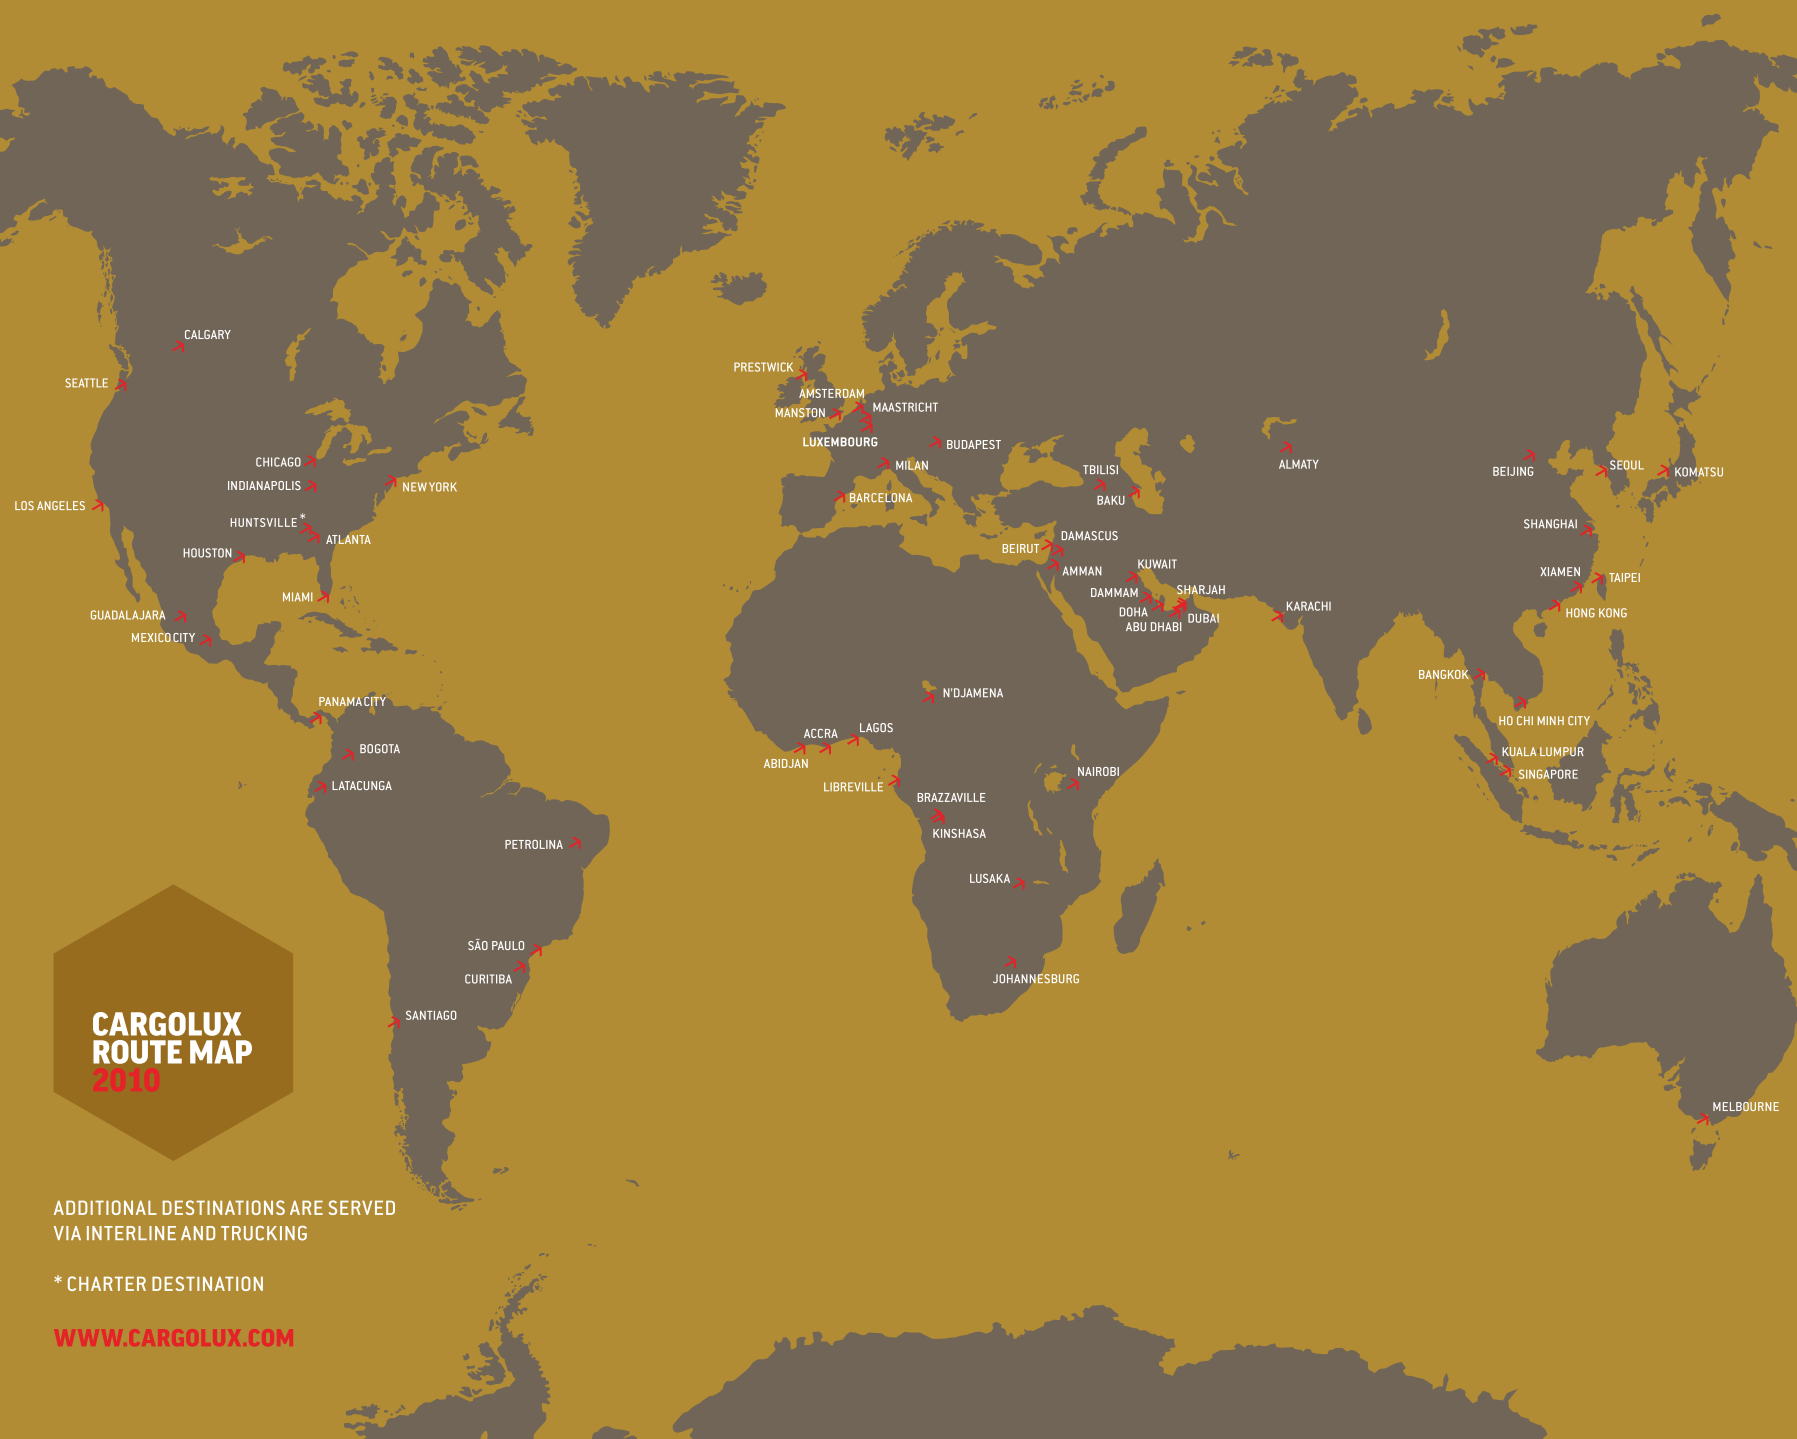 CALGARY
SEATTLE
CHICAGO
INDIANAPOLIS
NEW YORK
LOS ANGELES
HUNTSVILLE *
ATLANTA
HOUSTON
MIAMI
GUADALAJARA
MEXICO CITY
PANAMA CITY
BOGOTA
LATACUNGA
PETROLINA
SÃO PAULO
CURITIBA
SANTIAGO
PRESTWICK
AMSTERDAM
MANSTON
MAASTRICHT
LUXEMBOURG
BUDAPEST
MILAN
BARCELONA
TBILISI
BAKU
ALMATY
BEIRUT
DAMASCUS
AMMAN
KUWAIT
DAMMAM
SHARJAH
DOHA
DUBAI
ABU DHABI
KARACHI
BEIJING
SEOUL
KOMATSU
SHANGHAI
XIAMEN
TAIPEI
HONG KONG
BANGKOK
HO CHI MINH CITY
KUALA LUMPUR
SINGAPORE
N'DJAMENA
LAGOS
ACCRA
ABIDJAN
LIBREVILLE
NAIROBI
BRAZZAVILLE
KINSHASA
LUSAKA
JOHANNESBURG
MELBOURNE
CARGOLUX
ROUTE MAP
2010
ADDITIONAL DESTINATIONS ARE SERVED
VIA INTERLINE AND TRUCKING
* CHARTER DESTINATION
WWW.CARGOLUX.COM